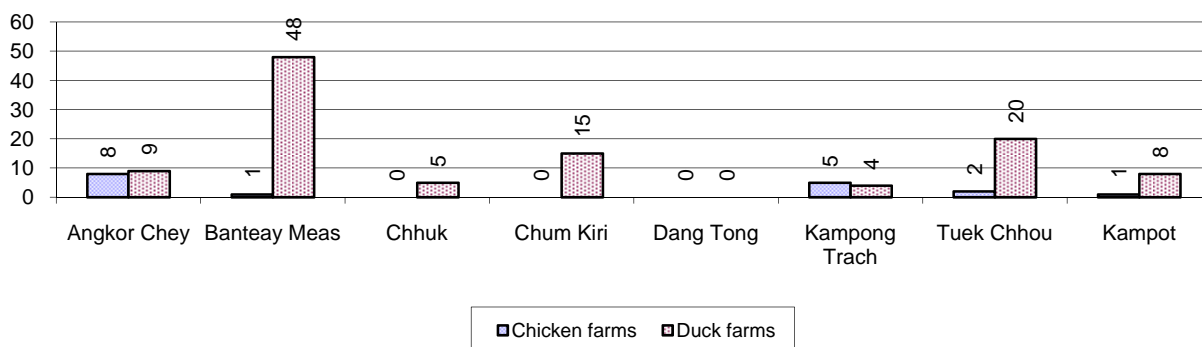 60
50
40
30
20
10
0
8
9
1
48
0
5
0
15
0
0
5
4
2
20
1
8
Angkor Chey
Banteay Meas
Chhuk
Chum Kiri
Dang Tong
Kampong
Trach
Tuek Chhou
Kampot
Chicken farms
Duck farms